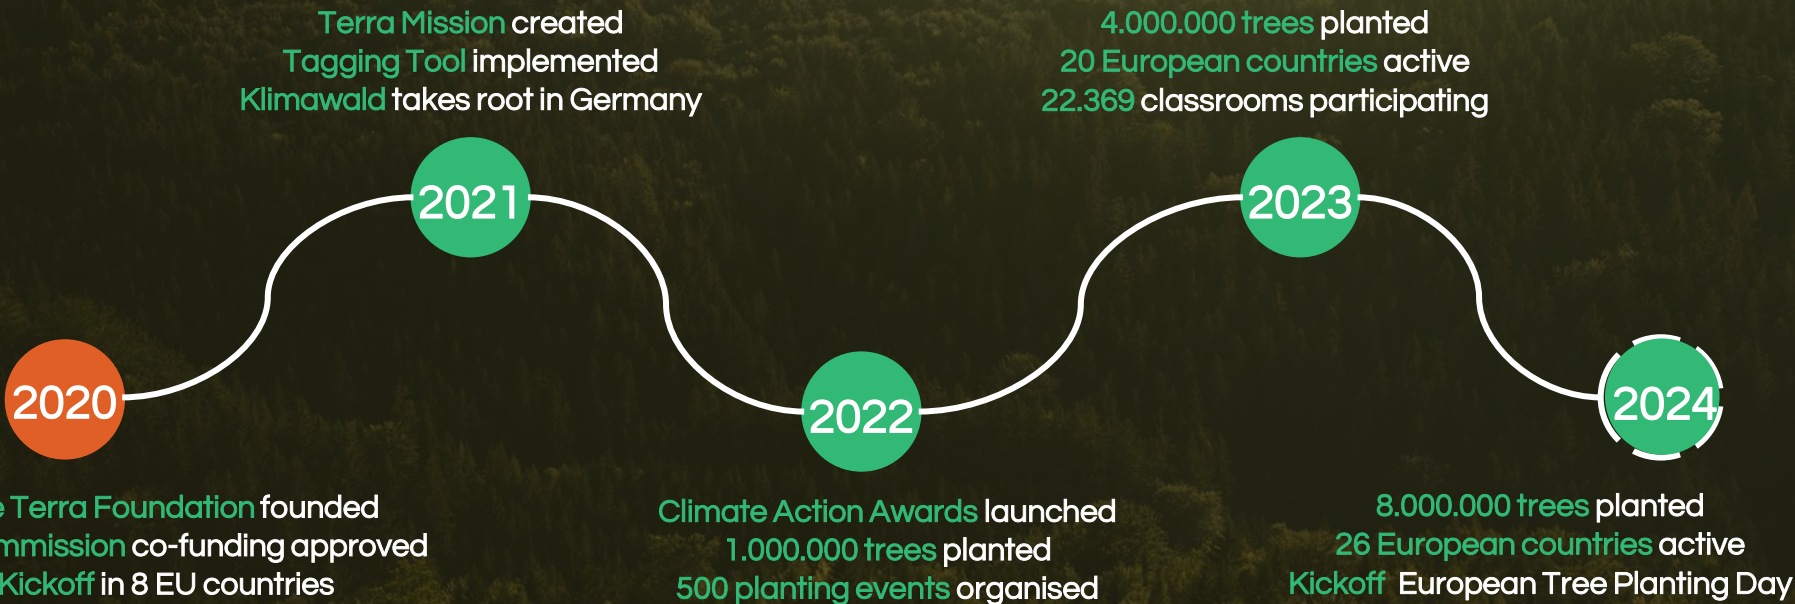 Terra Mission created
Tagging Tool implemented
Klimawald takes root in Germany
4.000.000 trees planted
20 European countries active
22.369 classrooms participating
2021
2023
2020
2022
2024
Terra Foundation founded
co-funding approved
Kickoff in 8 EU countries
Climate Action Awards launched
1.000.000 trees planted
500 planting events organised
8.000.000 trees planted
26 European countries active
Kickoff European Tree Planting Day